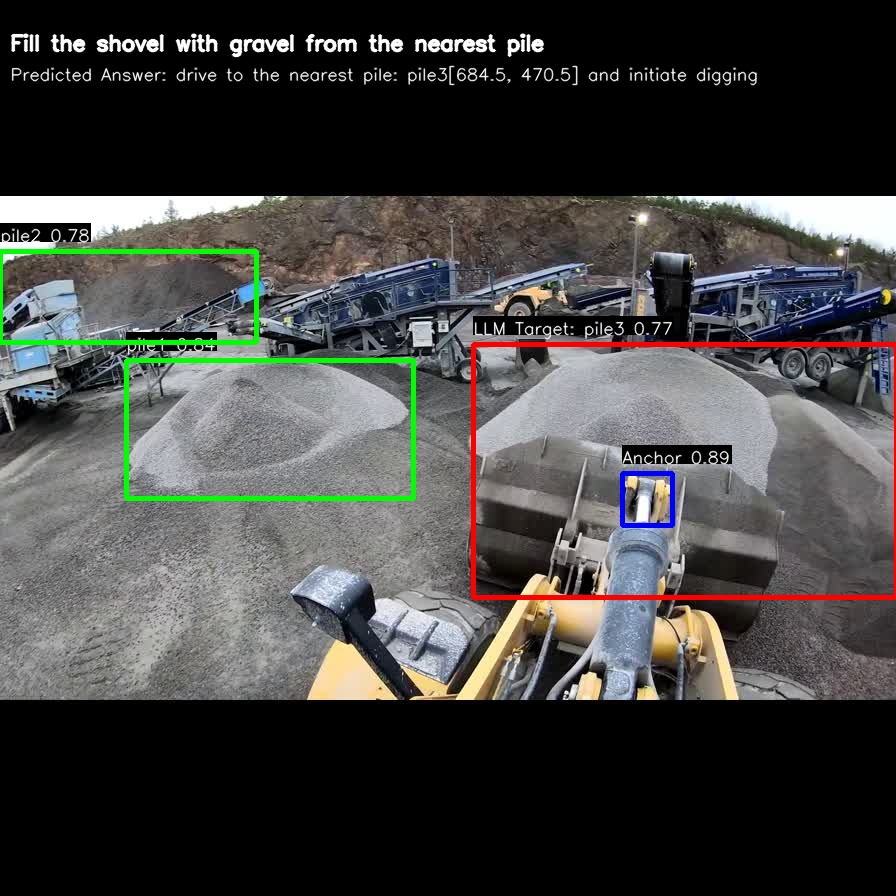 Fill the shovel with gravel from the nearest pile
Predicted Answer: drive to the nearest pile: pile3[684.5, 470.5] and initiate digging
pile2 0.78
LLM Target: pile3 0.77
pile1 0.84
Anchor 0.89